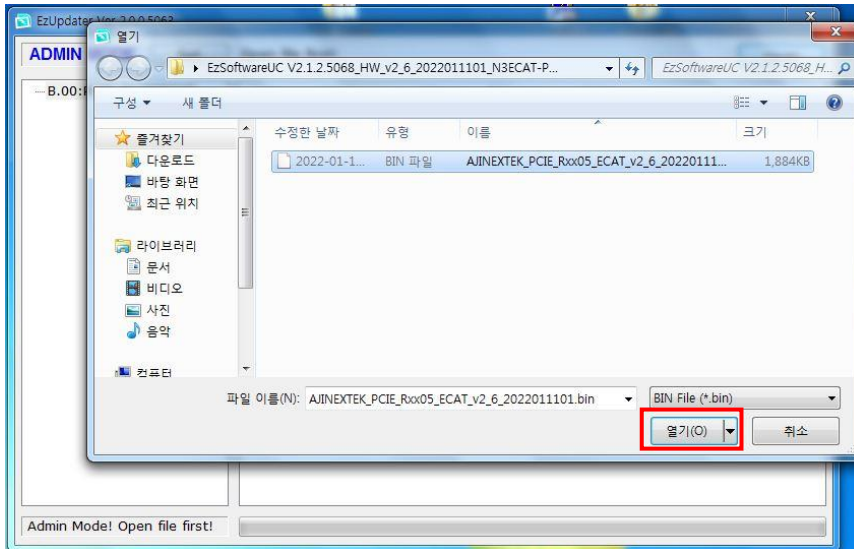 EzUpdater Ver 2.0.0.5063
열기
ADMIN
EzSoftwareUC V2.1.2.5068_HW_v2_6_2022011101_N3ECAT-P...
EzSoftwareUC V2.1.2.5068_H...
B.00:
구성
새 폴더
수정한 날짜 유형 이름 크기
2022-01-1... BIN 파일 AJINEXTEK_PCIE_Rxx05_ECAT_v2_6_20220111... 1,884KB
즐겨찾기
다운로드
바탕 화면
최근 위치
라이브러리
문서
비디오
사진
음악
컴퓨터
파일 이름(N): AJINEXTEK_PCIE_Rxx05_ECAT_v2_6_2022011101.bin
BIN File (*.bin)
열기(O) 취소
Admin Mode! Open file first!